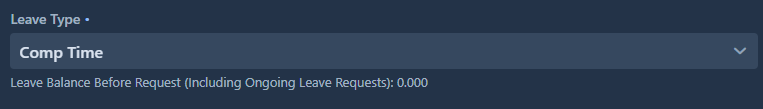 Leave Type •
Comp Time
Leave Balance Before Request (Including Ongoing Leave Requests): 0.000